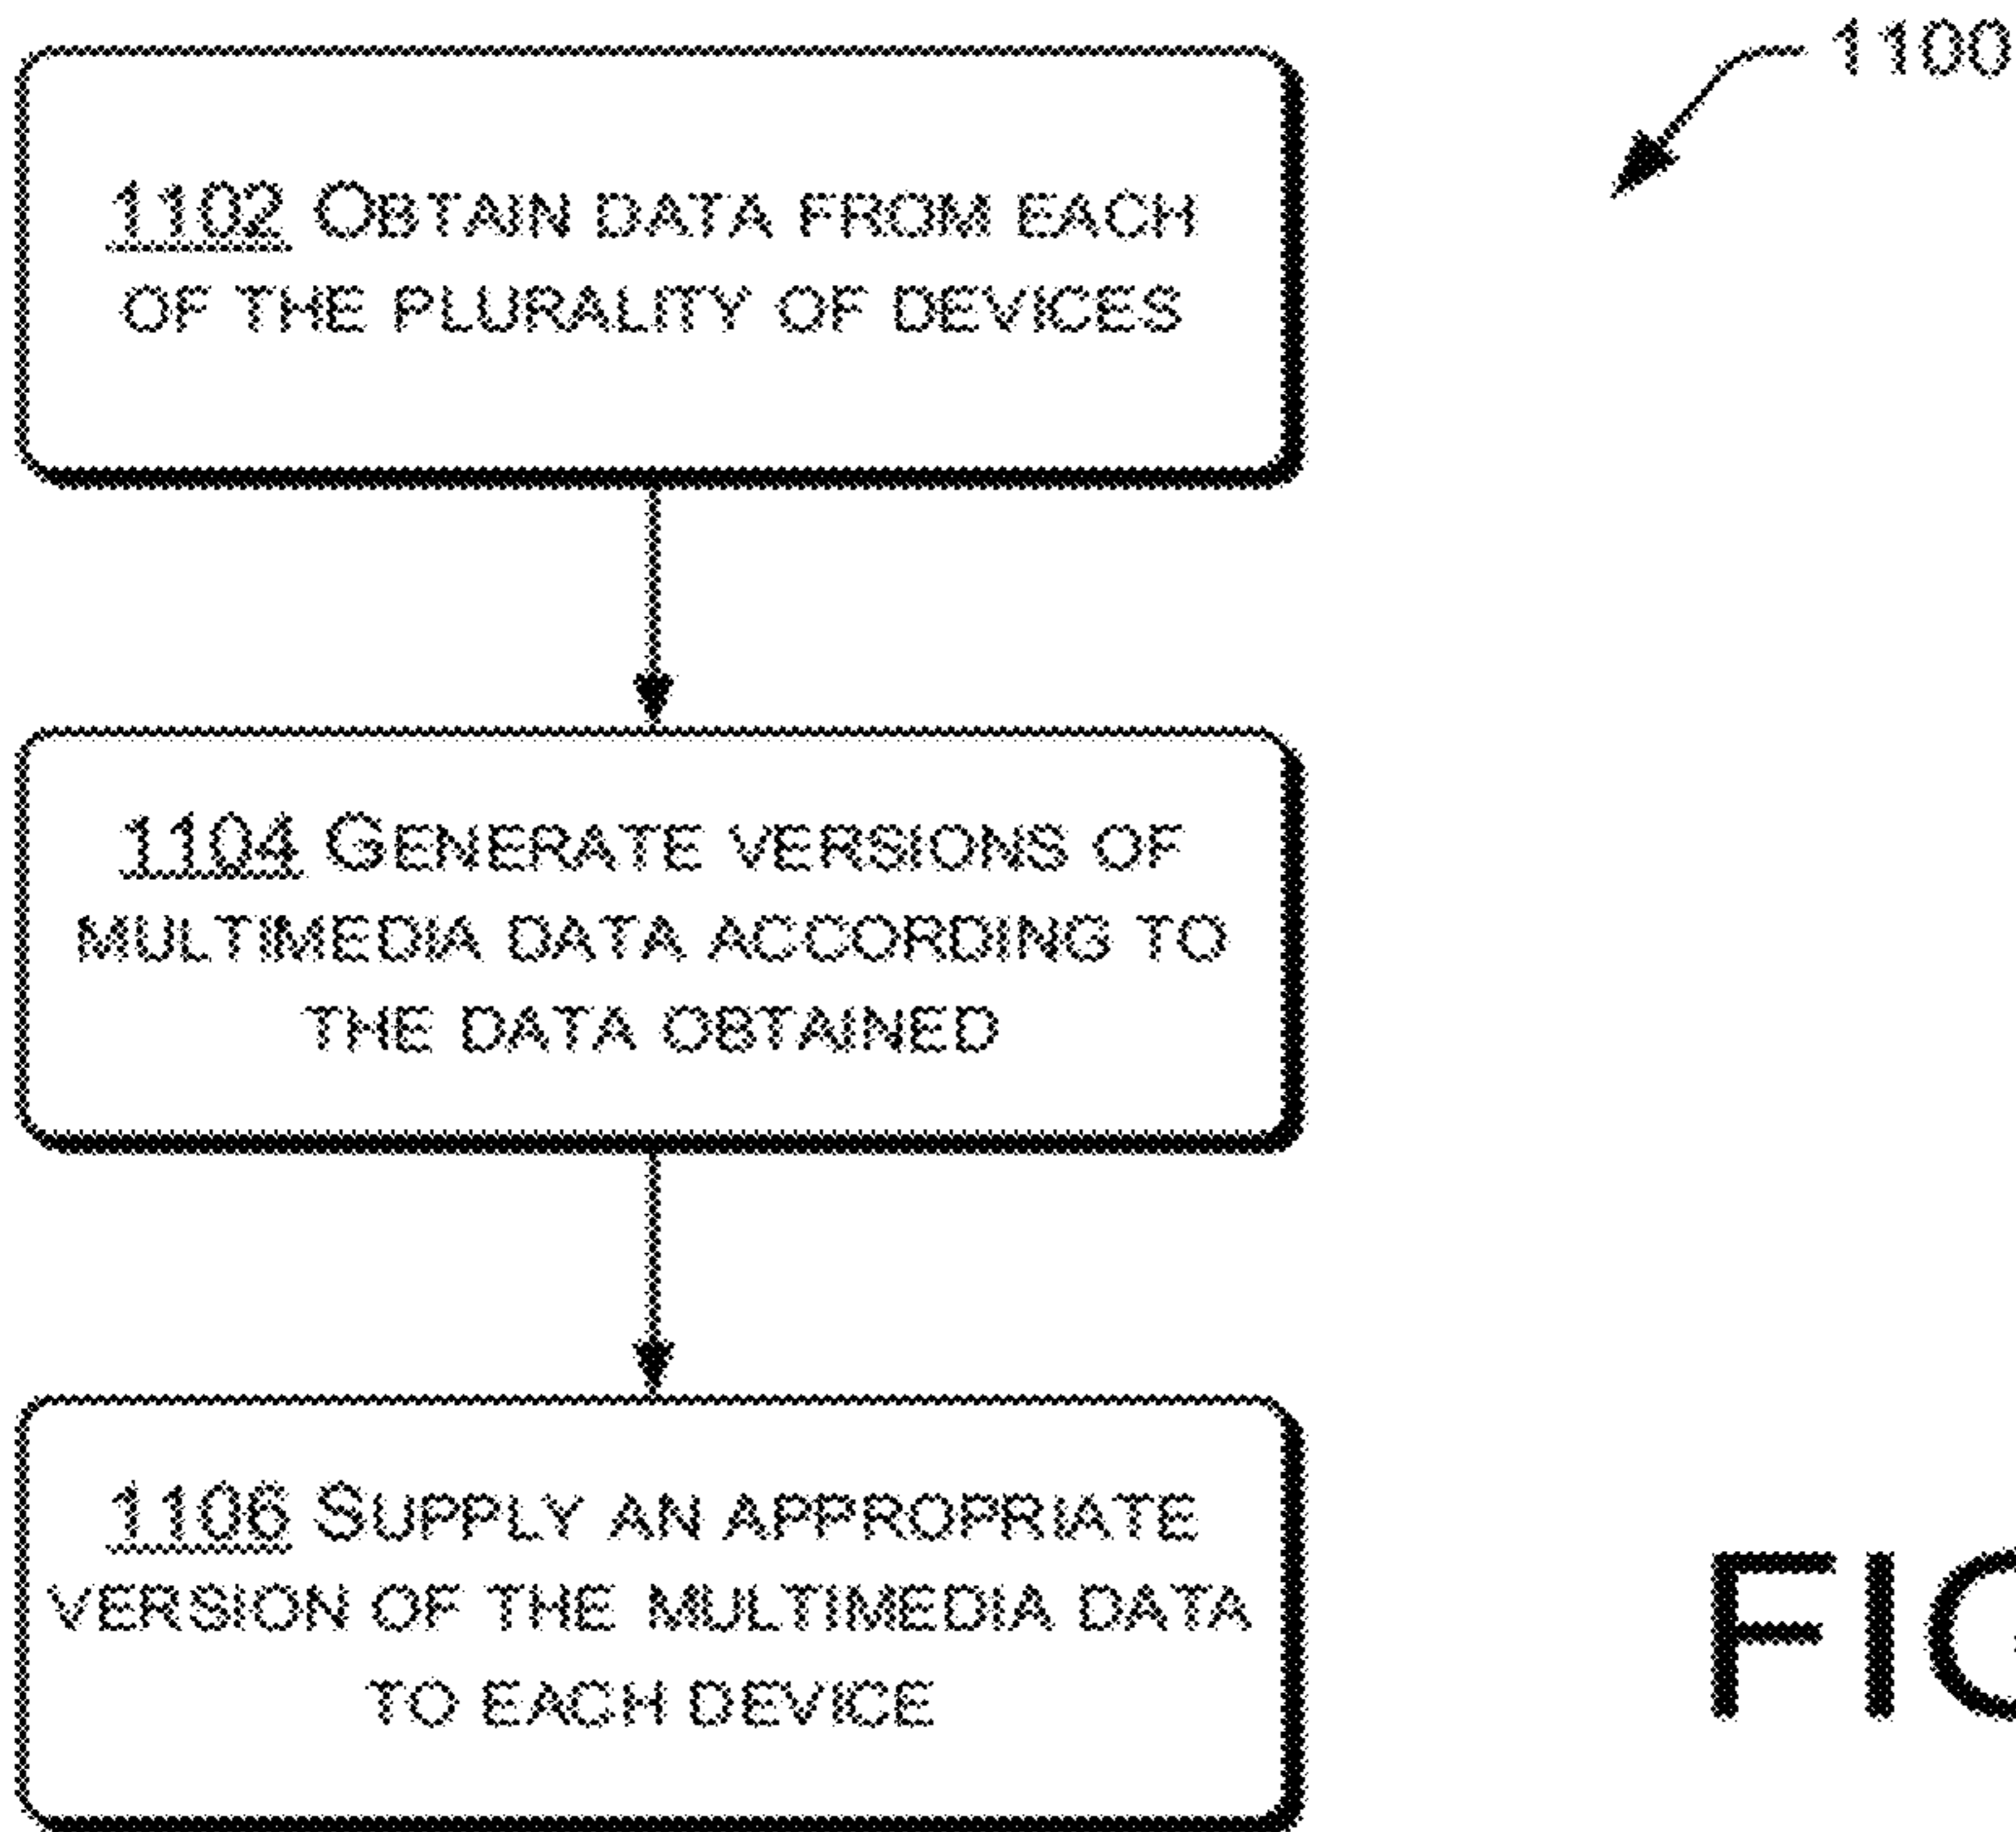 1100
1102 OBTAIN DATA FROM EACH
OF THE PLURALITY OF DEVICES
1104 GENERATE VERSIONS OF
MULTIMEDIA DATA ACCORDING TO
THE DATA OBTAINED
1106 SUPPLY AN APPROPRIATE
VERSION OF THE MULTIMEDIA DATA
TO EACH DEVICE